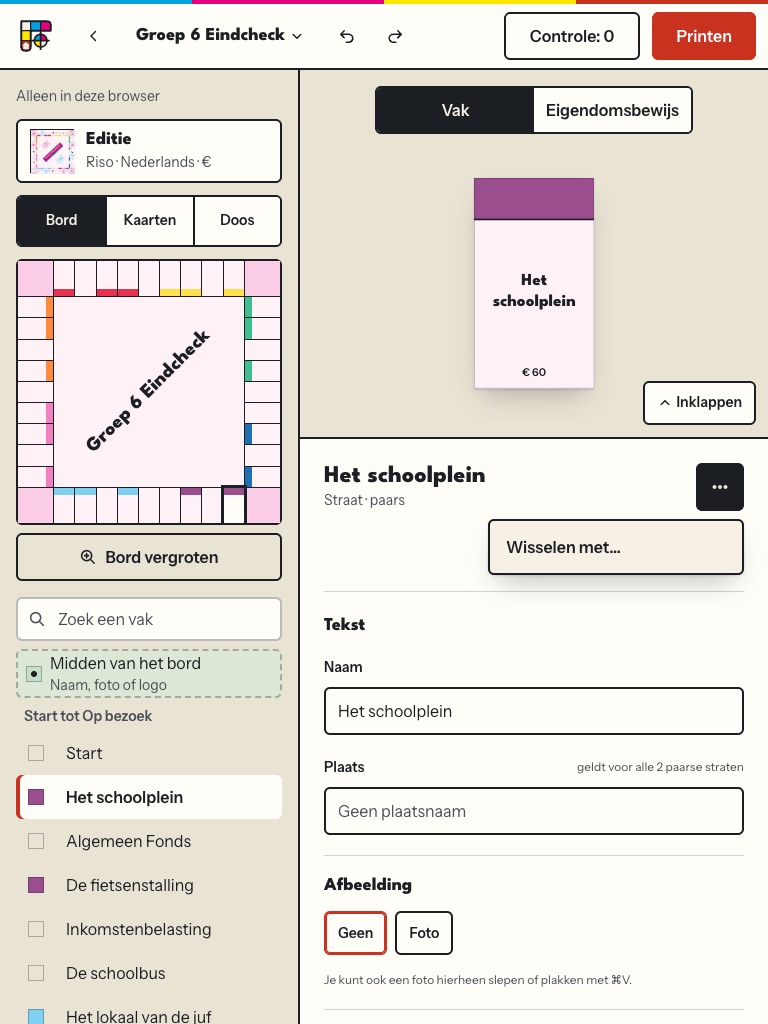 Groep 6 Eindcheck
Controle: 0
Printen
Alleen in deze browser
Editie
Riso · Nederlands · €
Bord
Kaarten
Doos
Groep 6 Eindcheck
Bord vergroten
Zoek een vak
Midden van het bord
Naam, foto of logo
Start tot Op bezoek
Start
Het schoolplein
Algemeen Fonds
De fietsenstalling
Inkomstenbelasting
De schoolbus
Het lokaal van de juf
Vak
Eigendomsbewijs
Het
schoolplein
€ 60
Inklappen
Het schoolplein
Straat · paars
Wisselen met...
Tekst
Naam
Het schoolplein
Plaats
geldt voor alle 2 paarse straten
Geen plaatsnaam
Afbeelding
Geen
Foto
Je kunt ook een foto hierheen slepen of plakken met ⌘V.